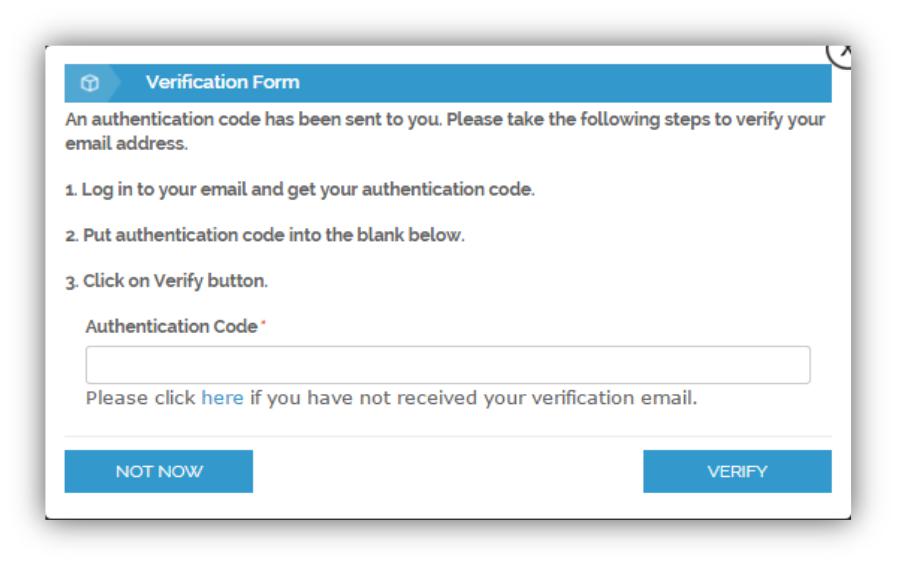 X
Verification Form
An authentication code has been sent to you. Please take the following steps to verify your
email address.
1. Log in to your email and get your authentication code.
2. Put authentication code into the blank below.
3. Click on Verify button.
Authentication Code *
Please click here if you have not received your verification email.
NOT NOW
VERIFY